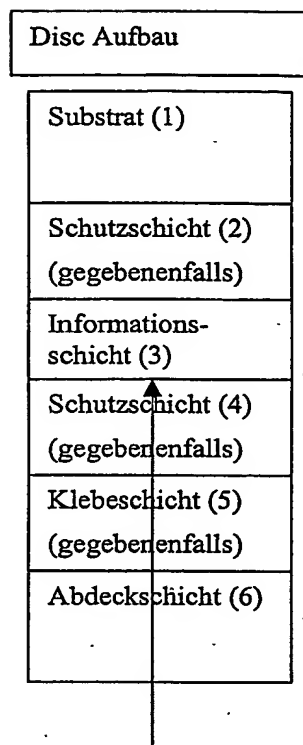 Disc Aufbau
Substrat (1)
Schutzschicht (2)
(gegebenenfalls)
Informations-
schicht (3)
Schutzschicht (4)
(gegebenenfalls)
Klebeschicht (5)
(gegebenenfalls)
Abdeckschicht (6)